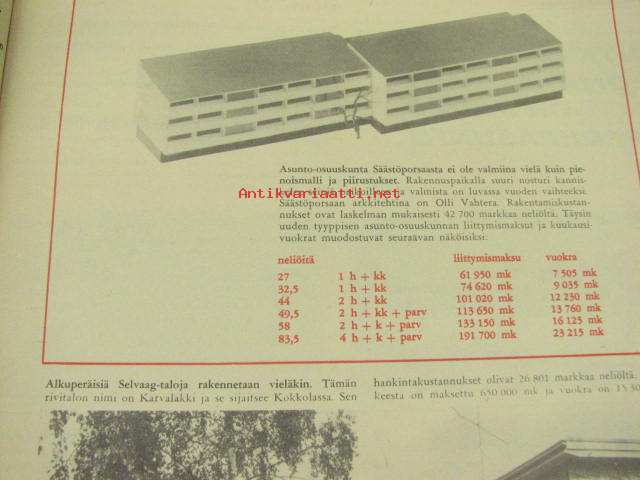 Asunto-osuuskunta Säästöporsaasta ei ole valmiina vielä kuin pie-
noismalli ja piirustukset. Rakennuspaikalla suuri nosturi kannis-
ja valmista on luvassa vuoden vaihteeksi.
Antikvariaatti.net
Säästöporsaan arkkitehtina on Olli Vahtera. Rakentamiskustan-
nukset ovat laskelman mukaisesti 42 700 markkaa neliöltä. Täysin
uuden tyyppisen asunto-osuuskunnan liittymismaksut ja kuukausi-
vuokrat muodostuvat seuraavan näköisiksi:
neliöitä liittymismaksu vuokra
27 1 h + kk 61 950 mk 7 505 mk
32,5 1 h + kk 74 620 mk 9 035 mk
44 2 h + kk 101 020 mk 12 230 mk
49,5 2 h + kk + parv 113 650 mk 13 760 mk
58 2 h + k + parv 133 150 mk 16 125 mk
83,5 4 h + k + parv 191 700 mk 23 215 mk
Alkuperäisiä Selvaag-taloja rakennetaan vieläkin. Tämän
rivitalon nimi on Karvalakki ja se sijaitsee Kokkolassa. Sen
hankintakustannukset olivat 26 801 markkaa neliöltä.
keesta on maksettu 650 000 mk ja vuokra on